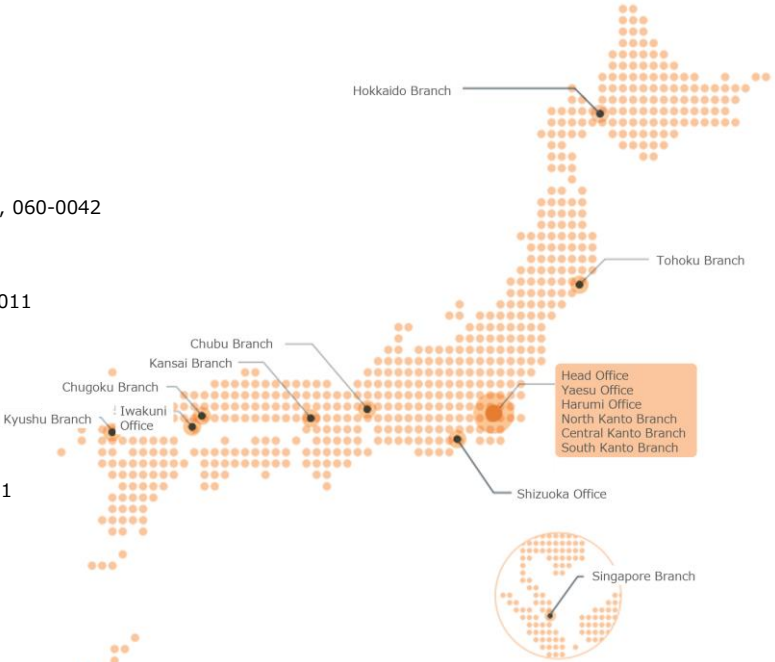 Hokkaido Branch
, 060-0042
Tohoku Branch
011
Chubu Branch
Kansai Branch
Chugoku Branch
Kyushu Branch
Iwakuni
Office
Head Office
Yaesu Office
Harumi Office
North Kanto Branch
Central Kanto Branch
South Kanto Branch
1
Shizuoka Office
Singapore Branch